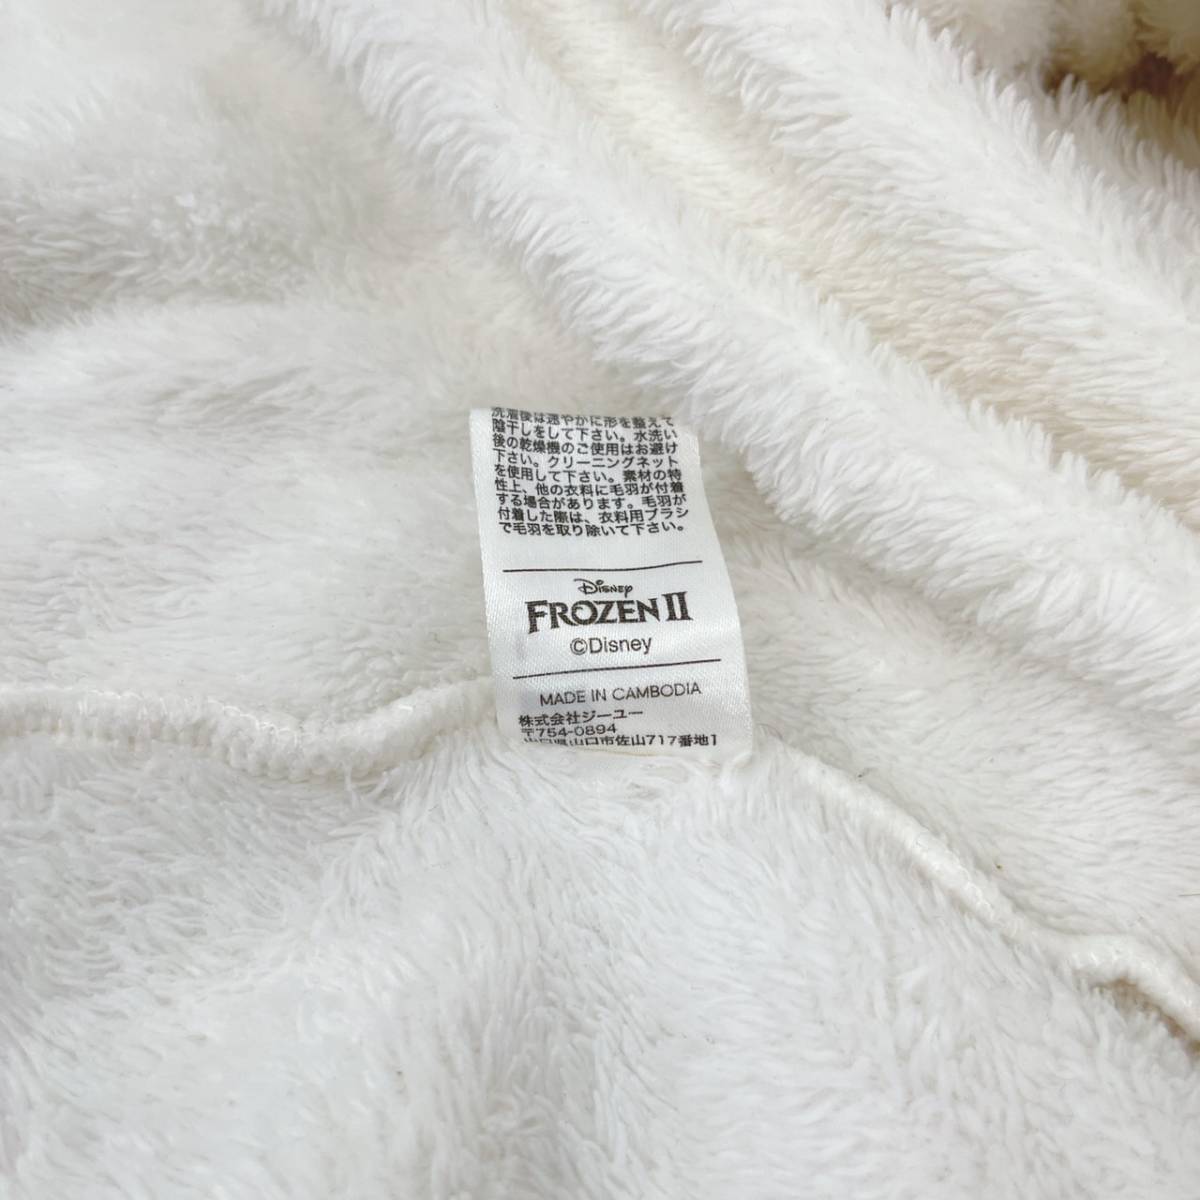 洗濯後は速やかに形を整えて
陰干しをして下さい。水洗い
後の乾燥機のご使用はお避け
下さい。クリーニングネット
を使用して下さい。素材の特
性上、他の衣料に毛羽が付着
する場合があります。毛羽が
付着した際は、衣料用ブラシ
で毛羽を取り除いて下さい。
Disney
FROZEN II
©Disney
MADE IN CAMBODIA
株式会社ジーユー
〒754-0894
山口県山口市佐山717番地1